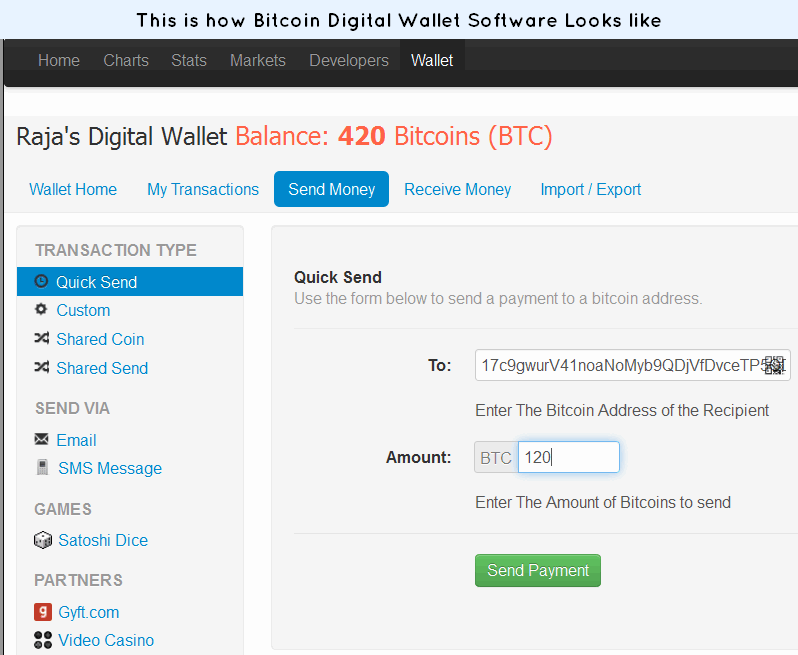 This is how Bitcoin Digital Wallet Software Looks like
Home Charts Stats Markets Developers Wallet
Raja's Digital Wallet Balance: 420 Bitcoins (BTC)
Wallet Home My Transactions Send Money Receive Money Import / Export
TRANSACTION TYPE
Quick Send
Custom
Shared Coin
Shared Send
SEND VIA
Email
SMS Message
GAMES
Satoshi Dice
PARTNERS
g Gyft.com
Video Casino
Quick Send
Use the form below to send a payment to a bitcoin address.
To:
Enter The Bitcoin Address of the Recipient
Amount: BTC 120
Enter The Amount of Bitcoins to send
Send Payment